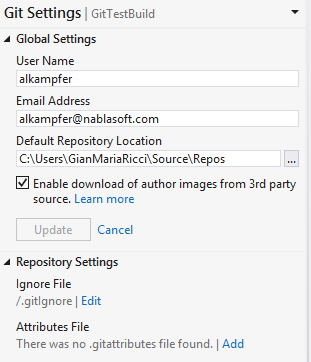 Git Settings | GitTestBuild
Global Settings
User Name
alkampfer
Email Address
alkampfer@nablasoft.com
Default Repository Location
C:\Users\GianMariaRicci\Source\Repos ...
Enable download of author images from 3rd party
source. Learn more
Update Cancel
Repository Settings
Ignore File
/.gitIgnore | Edit
Attributes File
There was no .gitattributes file found. | Add